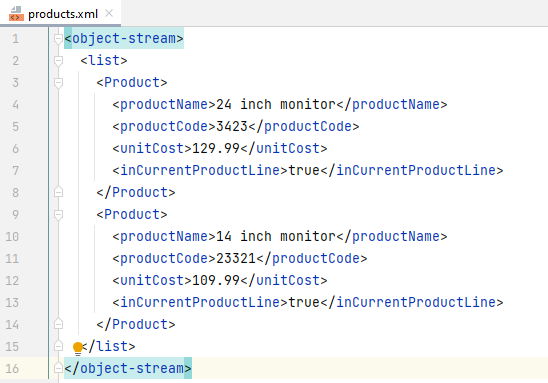 products.xml
1 <object-stream>
2 <list>
3 <Product>
4 <productName>24 inch monitor</productName>
5 <productCode>3423</productCode>
6 <unitCost>129.99</unitCost>
7 <inCurrentProductLine>true</inCurrentProductLine>
8 </Product>
9 <Product>
10 <productName>14 inch monitor</productName>
11 <productCode>23321</productCode>
12 <unitCost>109.99</unitCost>
13 <inCurrentProductLine>true</inCurrentProductLine>
14 </Product>
15 </list>
16 </object-stream>